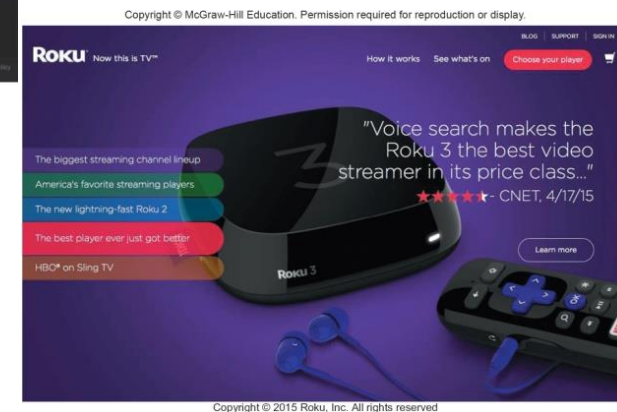 Copyright © McGraw-Hill Education. Permission required for reproduction or display.
BLOG | SUPPORT | SIGN IN
Roku Now this is TV™
How it works See what's on Choose your player
"Voice search makes the
Roku 3 the best video
streamer in its price class..."
- CNET, 4/17/15
The biggest streaming channel lineup
America's favorite streaming players
The new lightning-fast Roku 2
The best player ever just got better
HBO® on Sling TV
Learn more
3
Roku 3
OK
Copyright © 2015 Roku, Inc. All rights reserved